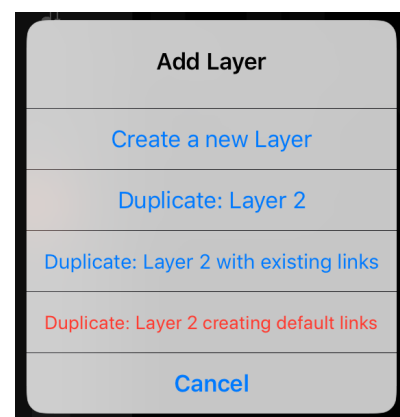 Add Layer
Create a new Layer
Duplicate: Layer 2
Duplicate: Layer 2 with existing links
Duplicate: Layer 2 creating default links
Cancel